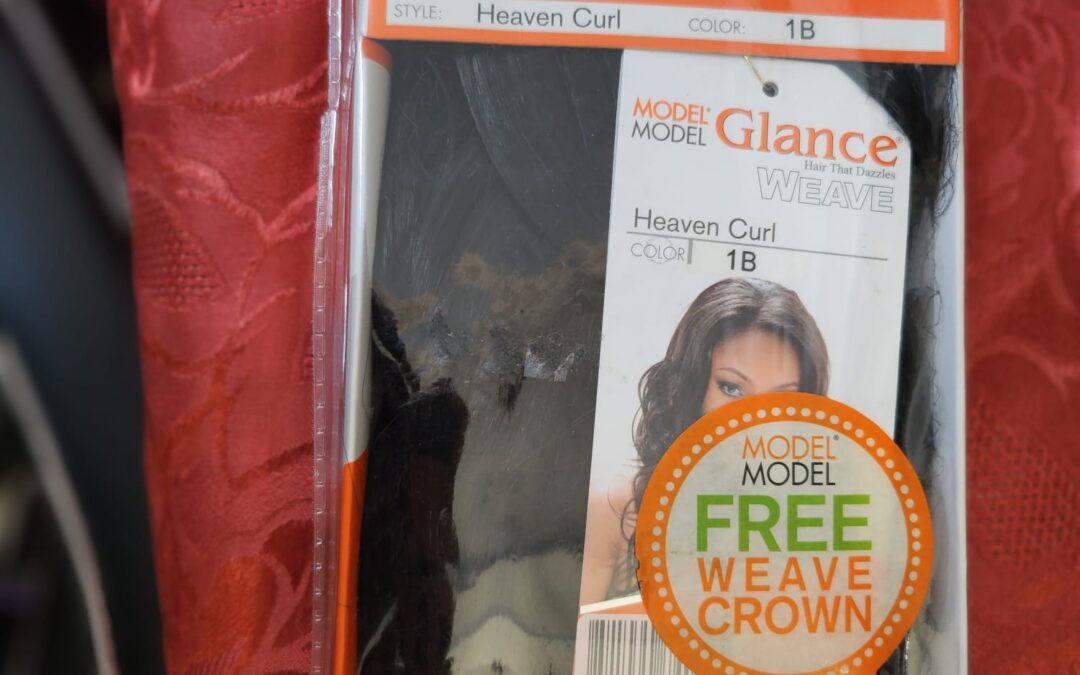 STYLE: Heaven Curl COLOR: 1B
MODEL®
MODEL
Glance®
Hair That Dazzles
WEAVE
Heaven Curl
COLOR 1B
MODEL®
MODEL
FREE
WEAVE
CROWN